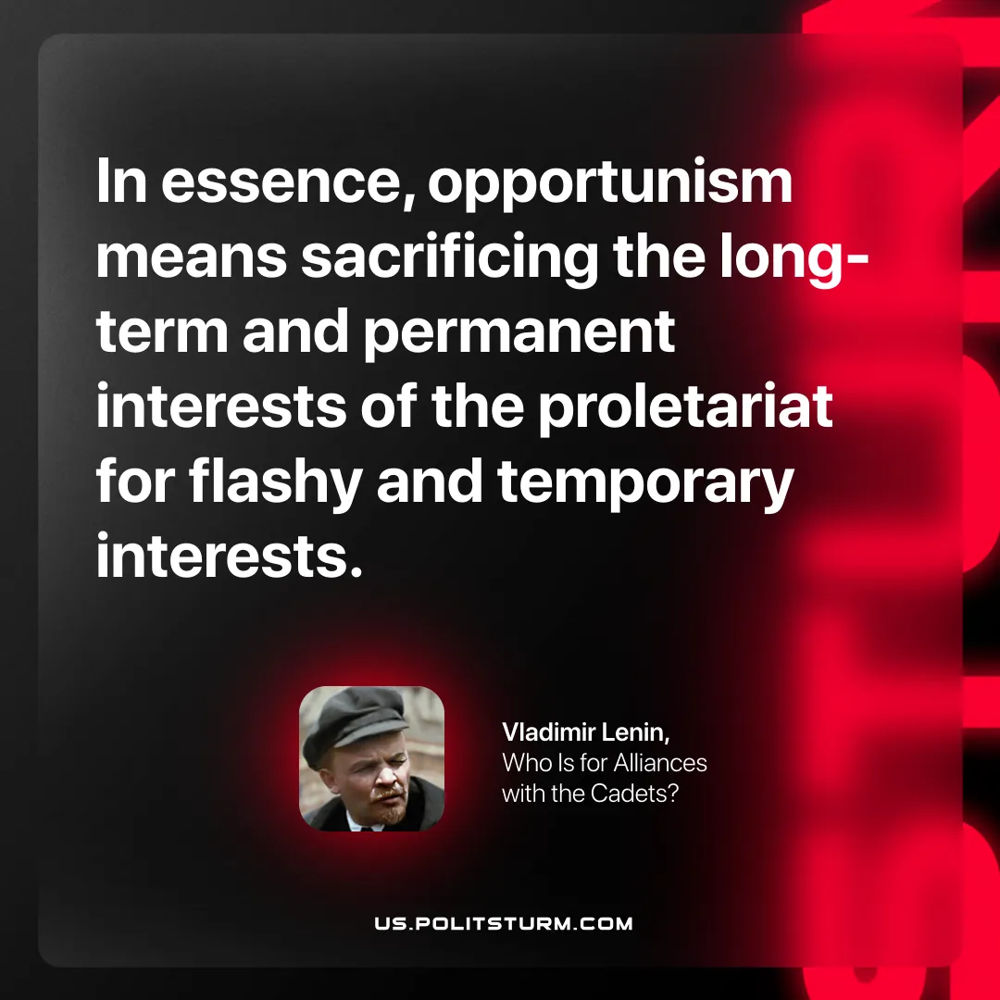 In essence, opportunism
means sacrificing the long-
term and permanent
interests of the proletariat
for flashy and temporary
interests.
Vladimir Lenin,
Who Is for Alliances
with the Cadets?
US.POLITSTURM.COM